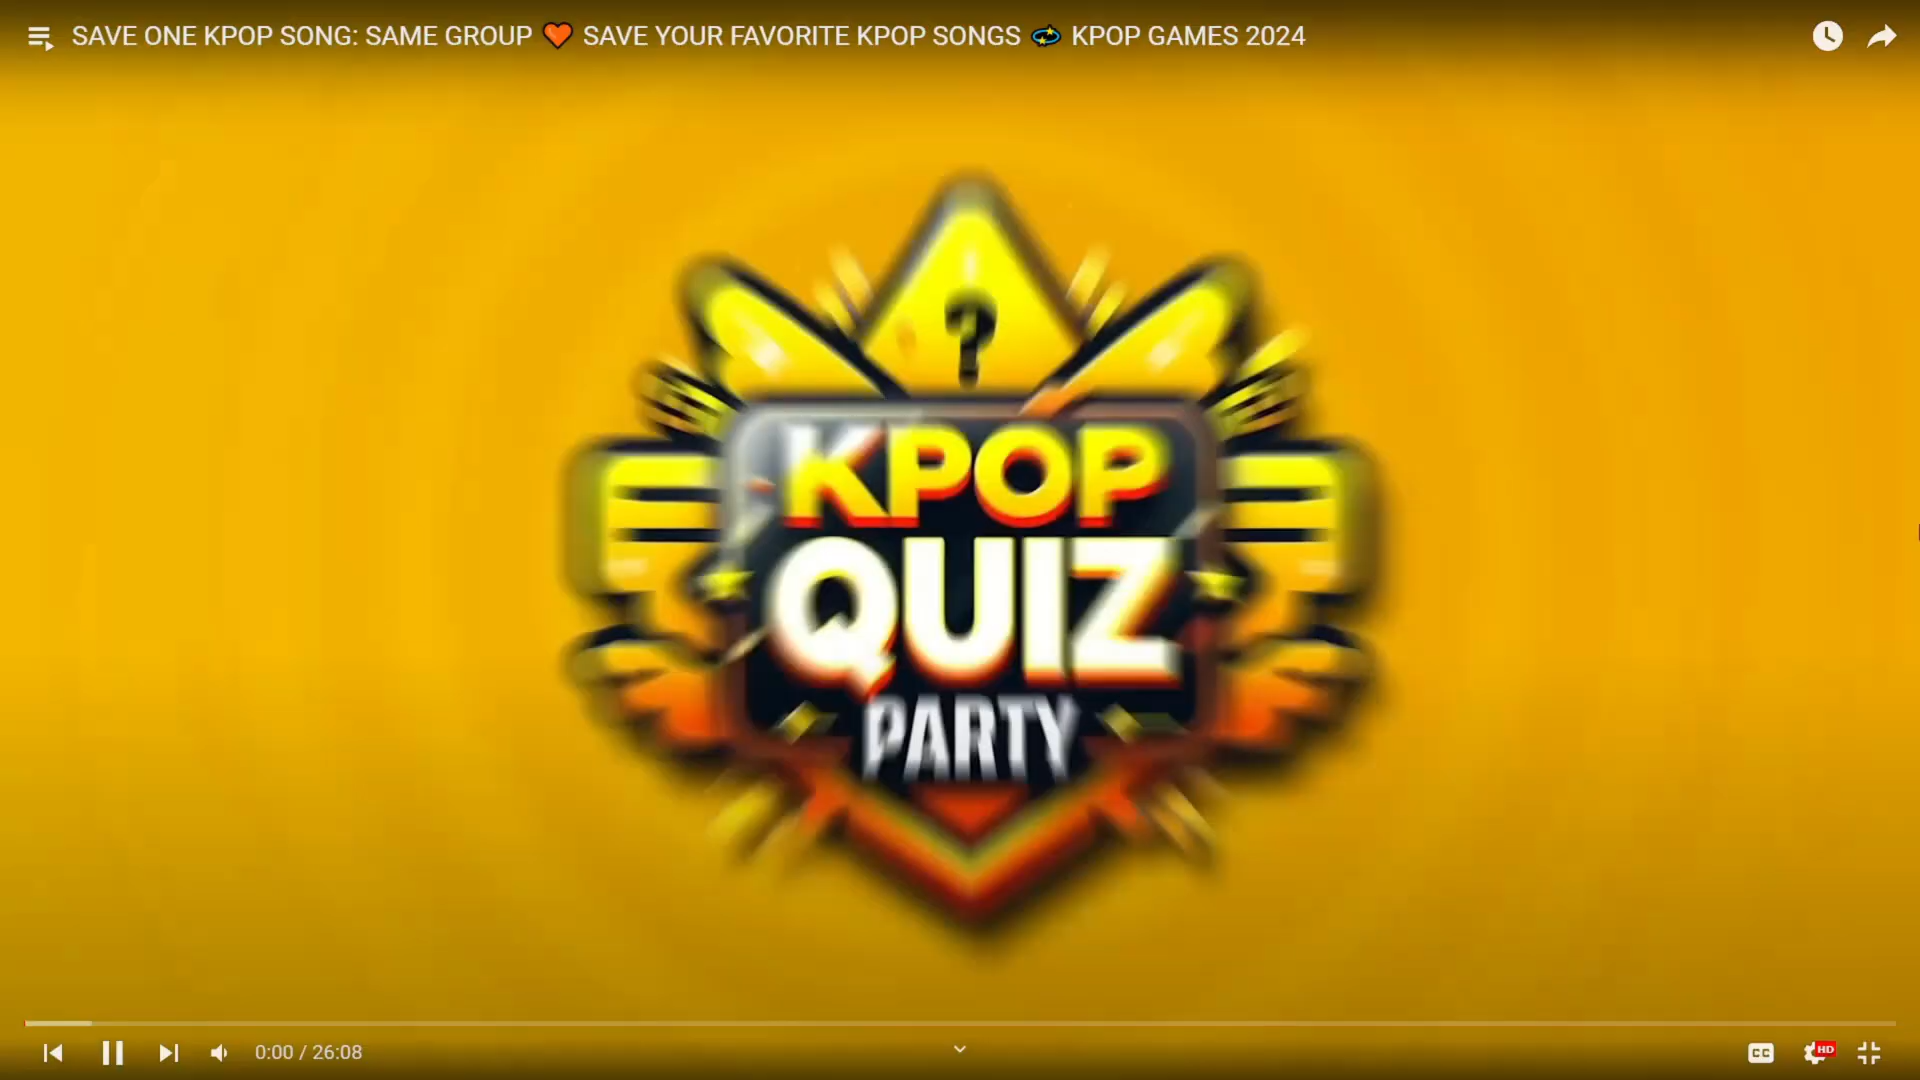 SAVE ONE KPOP SONG: SAME GROUP 🧡 SAVE YOUR FAVORITE KPOP SONGS 💫 KPOP GAMES 2024
?
KPOP
QUIZ
PARTY
0:00 / 26:08
CC
HD